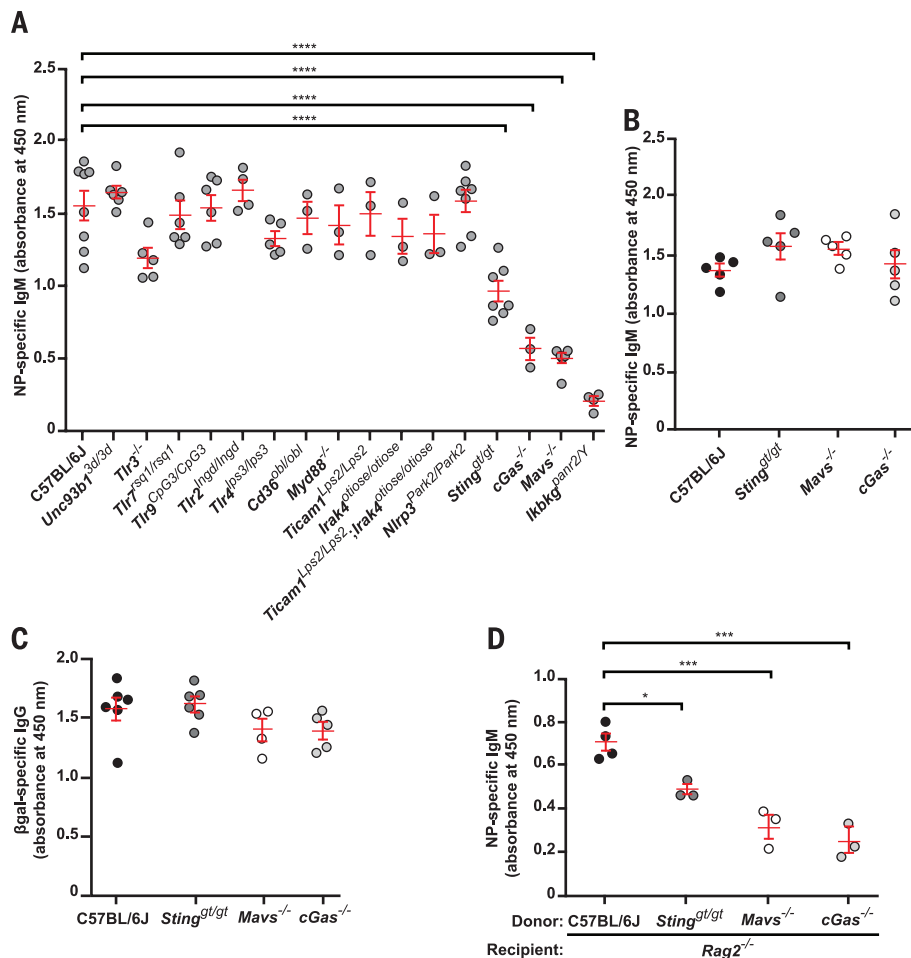 A
****
****
****
****
2.5
2.0
1.5
1.0
0.5
0
NP-specific IgM (absorbance at 450 nm)
C57BL/6J
Unc93b1 3d/3d
Tlr3 -/-
Tlr7 rsq1/rsq1
Tlr9 CpG3/CpG3
Tlr2 lngd/lngd
Tlr4 lps3/lps3
Cd36 obl/obl
Myd88 -/-
Ticam1 Lps2/Lps2
Irak4 otiose/otiose
Ticam1 Lps2/Lps2;Irak4 otiose/otiose
Nlrp3 Park2/Park2
Sting gt/gt
cGas -/-
Mavs -/-
Ikbkg panr2/Y
B
2.5
2.0
1.5
1.0
0.5
0
NP-specific IgM (absorbance at 450 nm)
C57BL/6J
Sting gt/gt
Mavs -/-
cGas -/-
C
2.0
1.5
1.0
0.5
0
βgal-specific IgG
(absorbance at 450 nm)
C57BL/6J Sting gt/gt Mavs -/- cGas -/-
D
***
***
*
1.0
0.8
0.6
0.4
0.2
0
NP-specific IgM
(absorbance at 450 nm)
Donor: C57BL/6J Sting gt/gt Mavs -/- cGas -/-
Recipient: Rag2 -/-